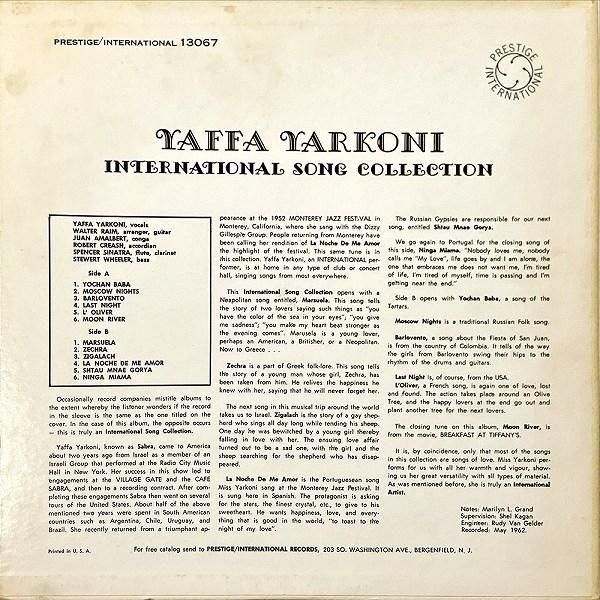 PRESTIGE/INTERNATIONAL 13067
PRESTIGE
INTERNATIONAL
YAFFA YARKONI
INTERNATIONAL SONG COLLECTION
YAFFA YARKONI, vocals
WALTER RAIM, arranger, guitar
JUAN AMALBERT, conga
ROBERT CREASH, accordian
SPENCER SINATRA, flute, clarinet
STEWERT WHEELER, bass
Side A
1. YOCHAN BABA
2. MOSCOW NIGHTS
3. BARLOVENTO
4. LAST NIGHT
5. L' OLIVER
6. MOON RIVER
Side B
1. MARSUELA
2. ZECHRA
3. ZIGALACH
4. LA NOCHE DE ME AMOR
5. SHTAU MNAE GORYA
6. NINGA MIAMA
Occasionally record companies mistitle albums to
the extent whereby the listener wonders if the record
in the sleeve is the same as the one titled on the
cover. In the case of this album, the opposite occurs
— this is truly an International Song Collection.
Yaffa Yarkoni, known as Sabra, came to America
about two years ago from Israel as a member of an
Israeli Group that performed at the Radio City Music
Hall in New York. Her success in this show led to
engagements at the VILLAGE GATE and the CAFE
SABRA, and then to a recording contract. After com-
pleting these engagements Sabra then went on several
tours of the United States. About half of the above
mentioned two years were spent in South American
countries such as Argentina, Chile, Uruguay, and
Brazil. She recently returned from a triumphant ap-
pearance at the 1952 MONTEREY JAZZ FESTIVAL in
Monterey, California, where she sang with the Dizzy
Gillespie Group. People returning from Monterey have
been calling her rendition of La Noche De Me Amor
the highlight of the festival. This same tune is in
this collection. Yaffa Yarkoni, an INTERNATIONAL per-
former, is at home in any type of club or concert
hall, singing songs from most everywhere.
This International Song Collection opens with a
Neapolitan song entitled, Marsuela. This song tells
the story of two lovers saying such things as "you
have the color of the sea in your eyes"; "you give
me sadness"; "you make my heart beat stronger as
the evening comes". Marusela is a young lover,
perhaps an American, a Britisher, or a Neopolitan.
Now to Greece . . .
Zechra is a part of Greek folk-lore. This song tells
the story of a young man whose girl, Zechra, has
been taken from him. He relives the happiness he
knew with her, saying that he will never forget her.
The next song in this musical trip around the world
takes us to Israel. Zigalach is the story of a gay shep-
herd who sings all day long while tending his sheep.
One day he was bewitched by a young girl thereby
falling in love with her. The ensuing love affair
turned out to be a sad one, with the girl and the
sheep searching for the shepherd who has disap-
peared.
La Noche De Me Amor is the Portugueseean song
Miss Yarkoni sang at the Monterey Jazz Festival. It
is sung here in Spanish. The protagonist is asking
for the stars, the finest crystal, etc., to give to his
sweetheart. He wants happiness, love, and every-
thing that is good in the world, "to toast to the
night of my love".
The Russian Gypsies are responsible for our next
song, entitled Shtau Mnae Gorya.
We go again to Portugal for the closing song of
this side, Ninga Miama. "Nobody loves me, nobody
calls me "My Love", life goes by and I am alone, the
one that embraces me does not want me, I'm tired
of life, I'm tired of myself, time is passing and I'm
getting near the end."
Side B opens with Yochan Baba, a song of the
Tartars.
Moscow Nights is a traditional Russian Folk song.
Barlovento, a song about the Fiesta of San Juan,
is from the country of Colombia. It tells of the way
the girls from Barlovento swing their hips to the
rhythm of the drums and guitars.
Last Night is, of course, from the USA.
L'Oliver, a French song, is again one of love, lost
and found. The action takes place around an Olive
Tree, and the happy lovers at the end go out and
plant another tree for the next lovers.
The closing tune on this album, Moon River, is
from the movie, BREAKFAST AT TIFFANY'S.
It is, by coincidence, only that most of the songs
in this collection are songs of love. Miss Yarkoni per-
forms for us with all her warmth and vigour, show-
ing us her great versatility with all types of material.
As was mentioned before, she is truly an International
Artist.
Notes: Marilyn L. Grand
Supervision: Shel Kagan
Engineer: Rudy Van Gelder
Recorded: May 1962.
Printed in U. S. A.
For free catalog send to PRESTIGE/INTERNATIONAL RECORDS, 203 SO. WASHINGTON AVE., BERGENFIELD, N. J.